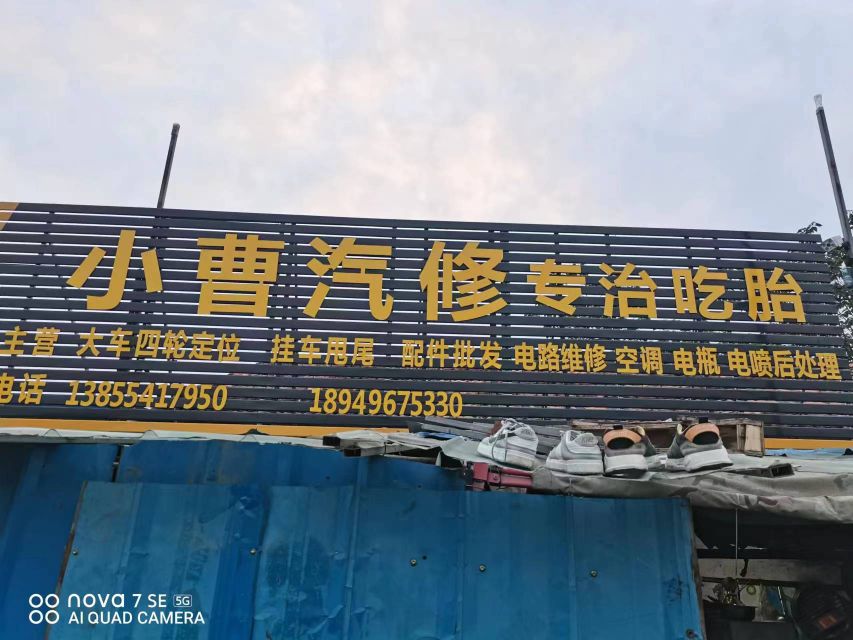 小曹汽修专治吃胎
主营 大车四轮定位 挂车甩尾 配件批发 电路维修 空调 电瓶 电喷后处理
电话 13855417950 18949675330
nova 7 SE 5G
AI QUAD CAMERA